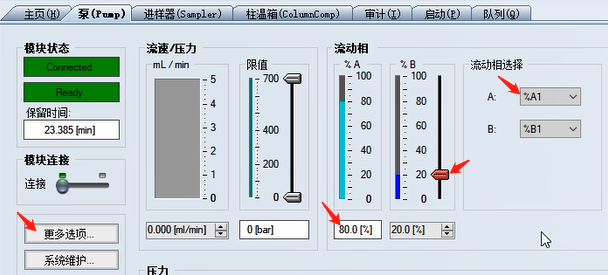 主页(H) 泵(Pump) 进样器(Sampler) 柱温箱(ColumnComp) 审计(I) 启动(P) 队列(Q)
模块状态
Connected
Ready
保留时间:
23.385 [min]
模块连接
连接
更多选项...
系统维护...
流速/压力
mL / min
5
4
3
2
1
0
0.000 [ml/min]
限值
700
400
200
0
0 [bar]
流动相
% A
100
80
60
40
20
0
80.0 [%]
% B
100
80
60
40
20
0
20.0 [%]
流动相选择
A: %A1
B: %B1
压力